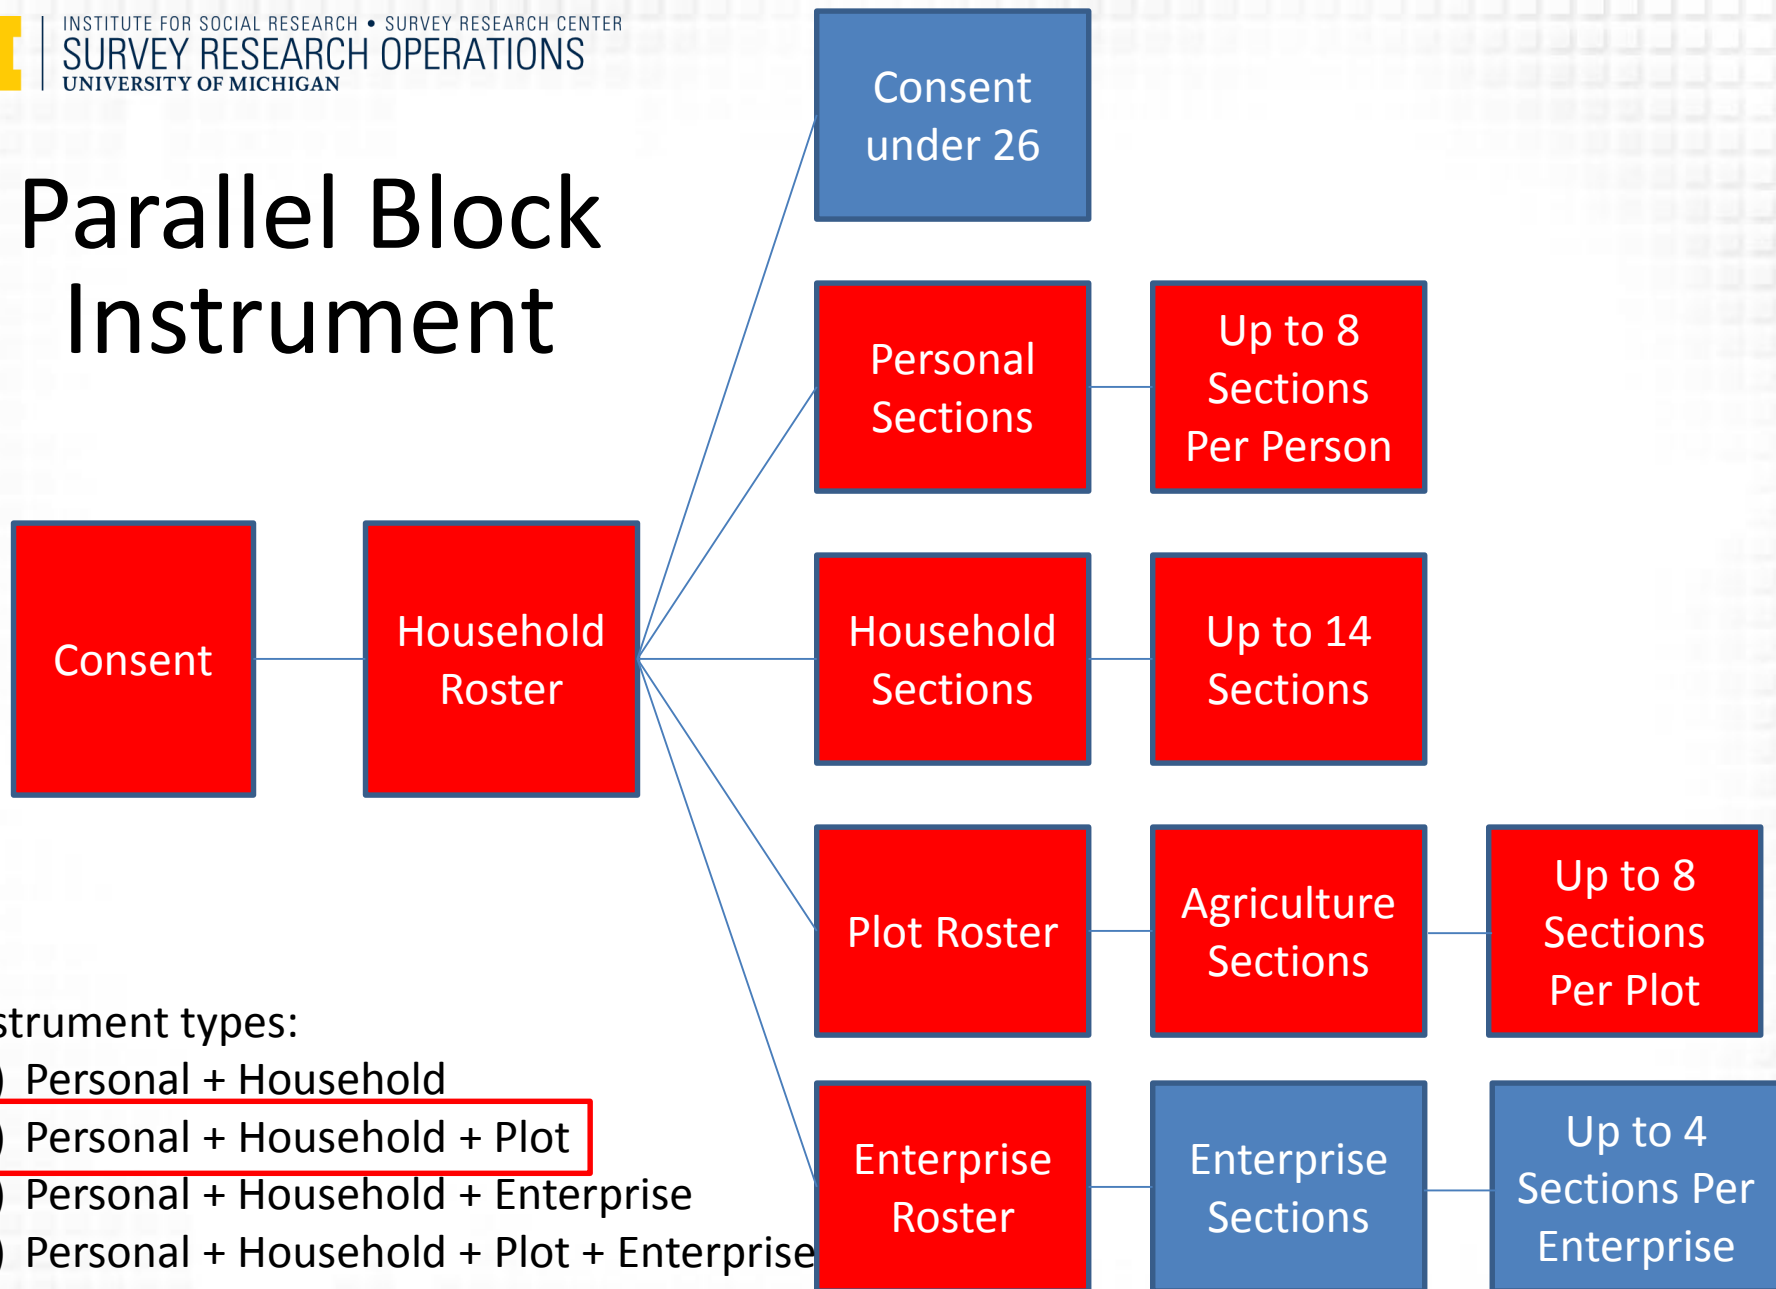 INSTITUTE FOR SOCIAL RESEARCH • SURVEY RESEARCH CENTER
SURVEY RESEARCH OPERATIONS
UNIVERSITY OF MICHIGAN
Parallel Block
Instrument
Consent
Household
Roster
Consent
under 26
Personal
Sections
Up to 8
Sections
Per Person
Household
Sections
Up to 14
Sections
Plot Roster
Agriculture
Sections
Up to 8
Sections
Per Plot
Enterprise
Roster
Enterprise
Sections
Up to 4
Sections Per
Enterprise
strument types:
) Personal + Household
) Personal + Household + Plot
) Personal + Household + Enterprise
) Personal + Household + Plot + Enterprise